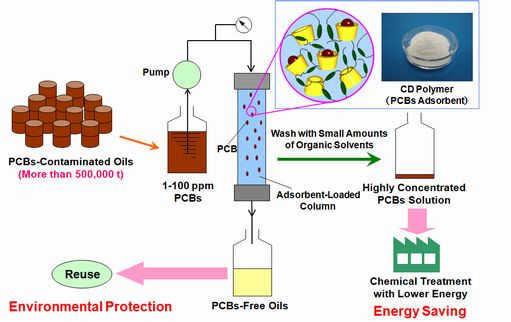 Pump
CD Polymer
(PCBs Adsorbent)
PCB
PCBs-Contaminated Oils
(More than 500,000 t)
1-100 ppm
PCBs
Wash with Small Amounts
of Organic Solvents
Adsorbent-Loaded
Column
Highly Concentrated
PCBs Solution
Reuse
PCBs-Free Oils
Chemical Treatment
with Lower Energy
Environmental Protection
Energy Saving